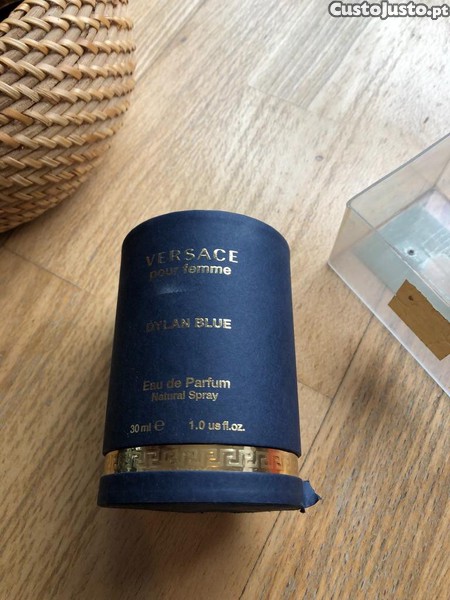 CustoJusto.pt
VERSACE
pour femme
DYLAN BLUE
Eau de Parfum
Natural Spray
30 ml ℮ 1.0 us fl.oz.